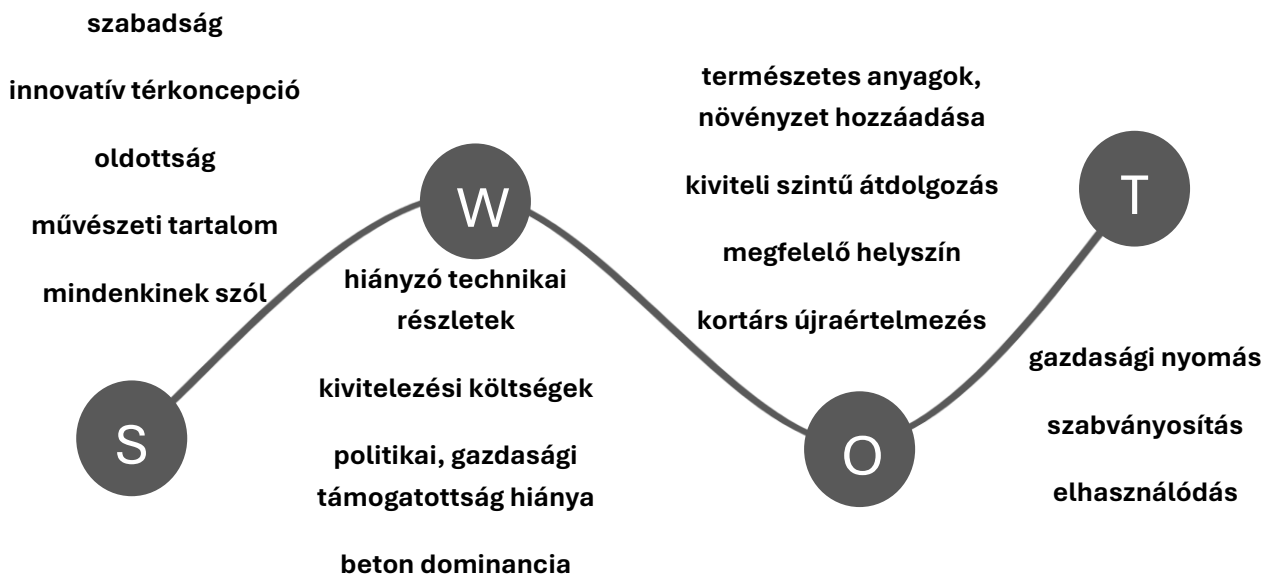 szabadság
innovatív térkoncepció
oldottság
művészeti tartalom
mindenkinek szól
S
W
hiányzó technikai
részletek
kivitelezési költségek
politikai, gazdasági
támogatottság hiánya
beton dominancia
természetes anyagok,
növényzet hozzáadása
kiviteli szintű átdolgozás
megfelelő helyszín
kortárs újraértelmezés
O
T
gazdasági nyomás
szabványosítás
elhasználódás